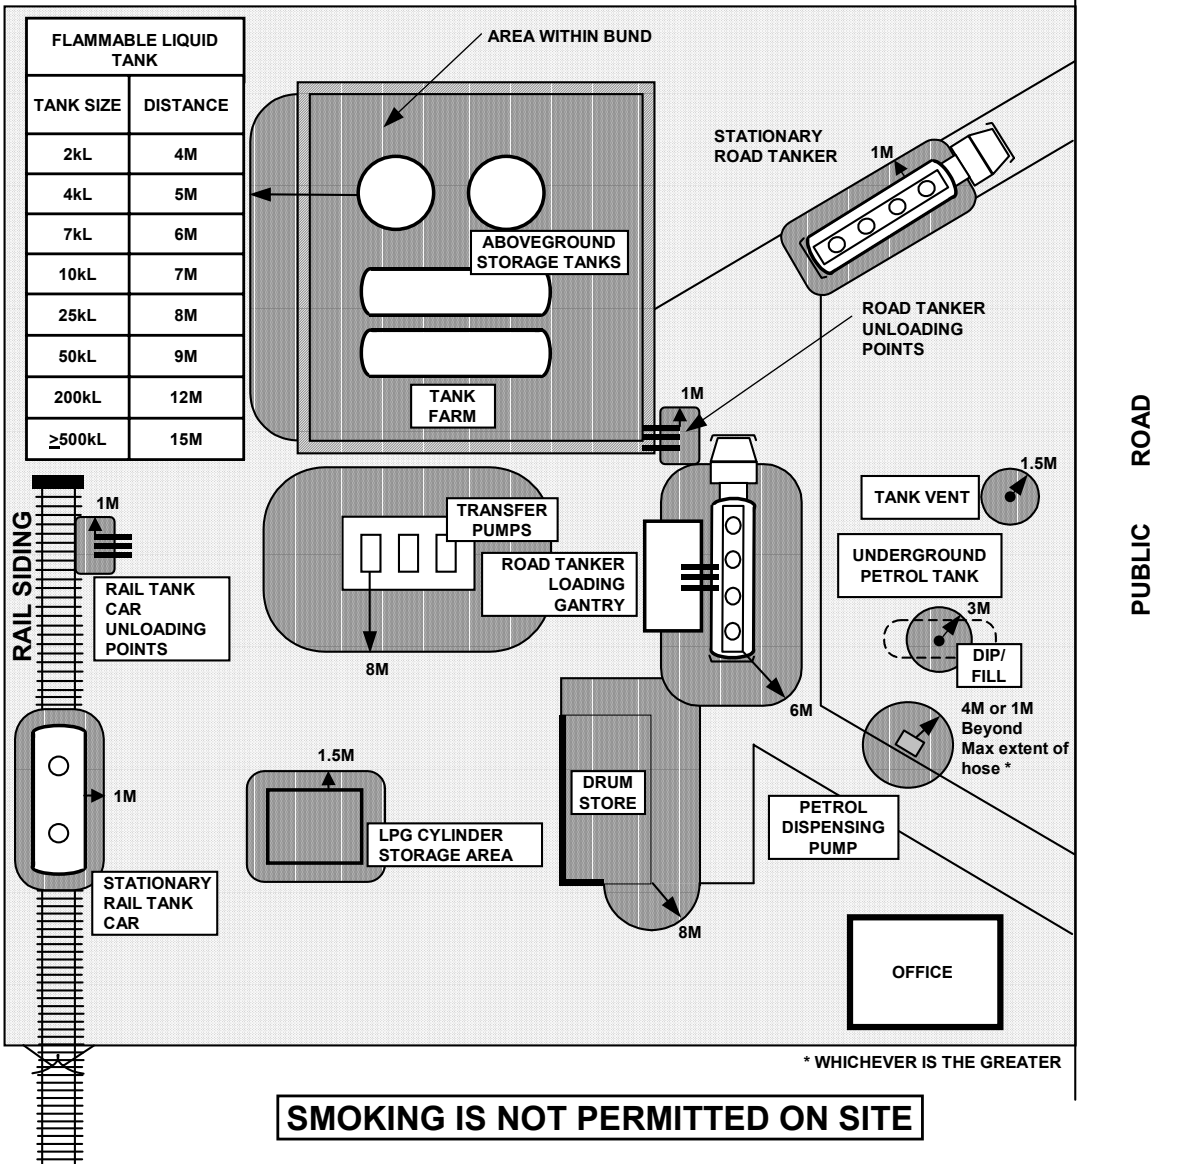 FLAMMABLE LIQUID
TANK
TANK SIZE DISTANCE
2kL 4M
4kL 5M
7kL 6M
10kL 7M
25kL 8M
50kL 9M
200kL 12M
>500kL 15M
AREA WITHIN BUND
STATIONARY
ROAD TANKER
1M
ABOVEGROUND
STORAGE TANKS
TANK
FARM
ROAD TANKER
UNLOADING
POINTS
1M
PUBLIC ROAD
RAIL SIDING
1M
RAIL TANK
CAR
UNLOADING
POINTS
TRANSFER
PUMPS
8M
ROAD TANKER
LOADING
GANTRY
6M
TANK VENT
1.5M
UNDERGROUND
PETROL TANK
3M
DIP/
FILL
4M or 1M
Beyond
Max extent of
hose *
PETROL
DISPENSING
PUMP
1M
STATIONARY
RAIL TANK
CAR
1.5M
LPG CYLINDER
STORAGE AREA
DRUM
STORE
8M
OFFICE
* WHICHEVER IS THE GREATER
SMOKING IS NOT PERMITTED ON SITE